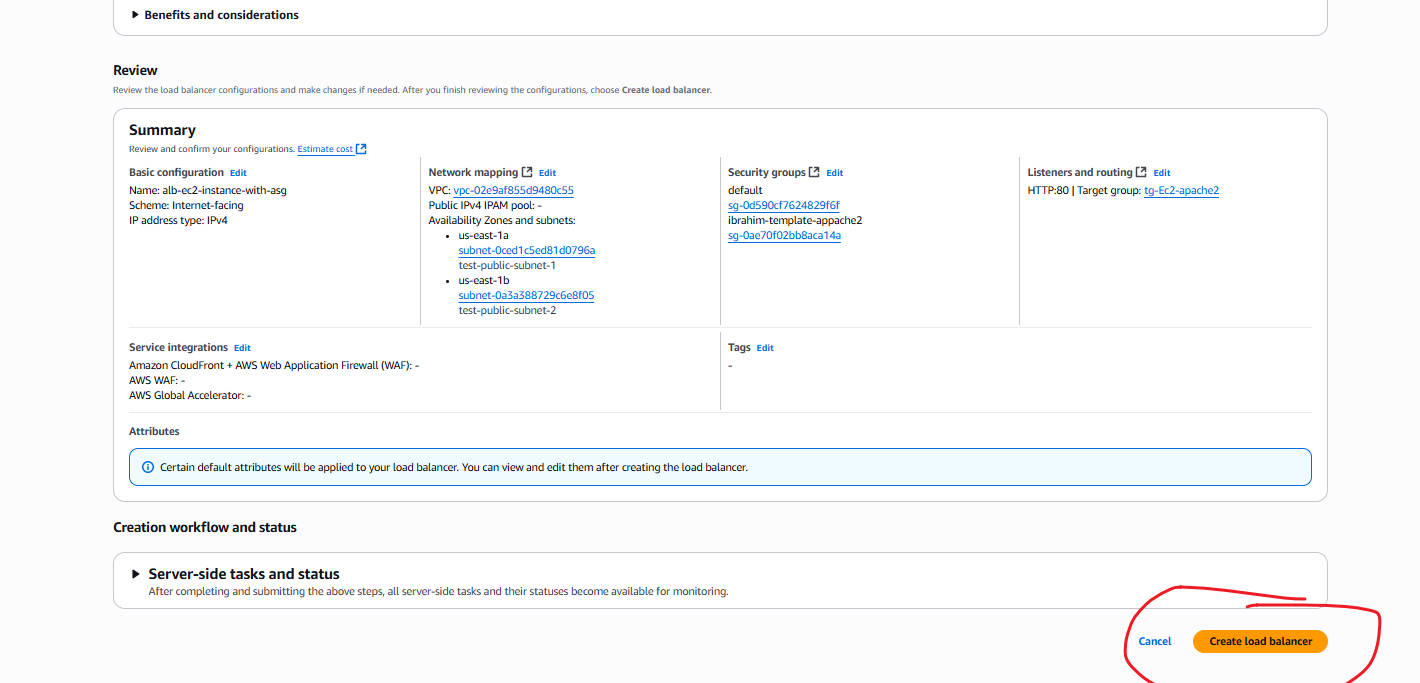 Benefits and considerations
Review
Review the load balancer configurations and make changes if needed. After you finish reviewing the configurations, choose Create load balancer.
Summary
Review and confirm your configurations. Estimate cost
Basic configuration Edit
Name: alb-ec2-instance-with-asg
Scheme: Internet-facing
IP address type: IPv4
Network mapping Edit
VPC: vpc-02e9af855d9480c55
Public IPv4 IPAM pool: -
Availability Zones and subnets:
• us-east-1a
subnet-0ced1c5ed81d0796a
test-public-subnet-1
• us-east-1b
subnet-0a3a388729c6e8f05
test-public-subnet-2
Security groups Edit
default
sg-0d590cf7624829f6f
ibrahim-template-appache2
sg-0ae70f02bb8aca14a
Listeners and routing Edit
HTTP:80 | Target group: tg-Ec2-apache2
Service integrations Edit
Amazon CloudFront + AWS Web Application Firewall (WAF): -
AWS WAF: -
AWS Global Accelerator: -
Tags Edit
-
Attributes
Certain default attributes will be applied to your load balancer. You can view and edit them after creating the load balancer.
Creation workflow and status
Server-side tasks and status
After completing and submitting the above steps, all server-side tasks and their statuses become available for monitoring.
Cancel
Create load balancer